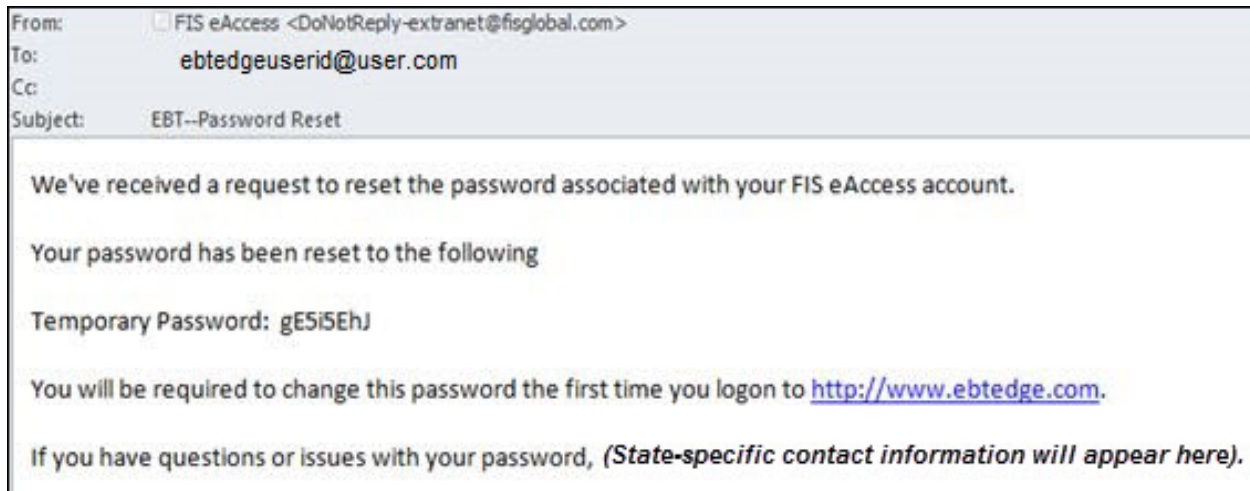 From: FIS eAccess <DoNotReply-extranet@fisglobal.com>
To: ebtedgeuserid@user.com
Cc:
Subject: EBT--Password Reset
We've received a request to reset the password associated with your FIS eAccess account.
Your password has been reset to the following
Temporary Password: gE5i5EhJ
You will be required to change this password the first time you logon to http://www.ebtedge.com.
If you have questions or issues with your password, (State-specific contact information will appear here).